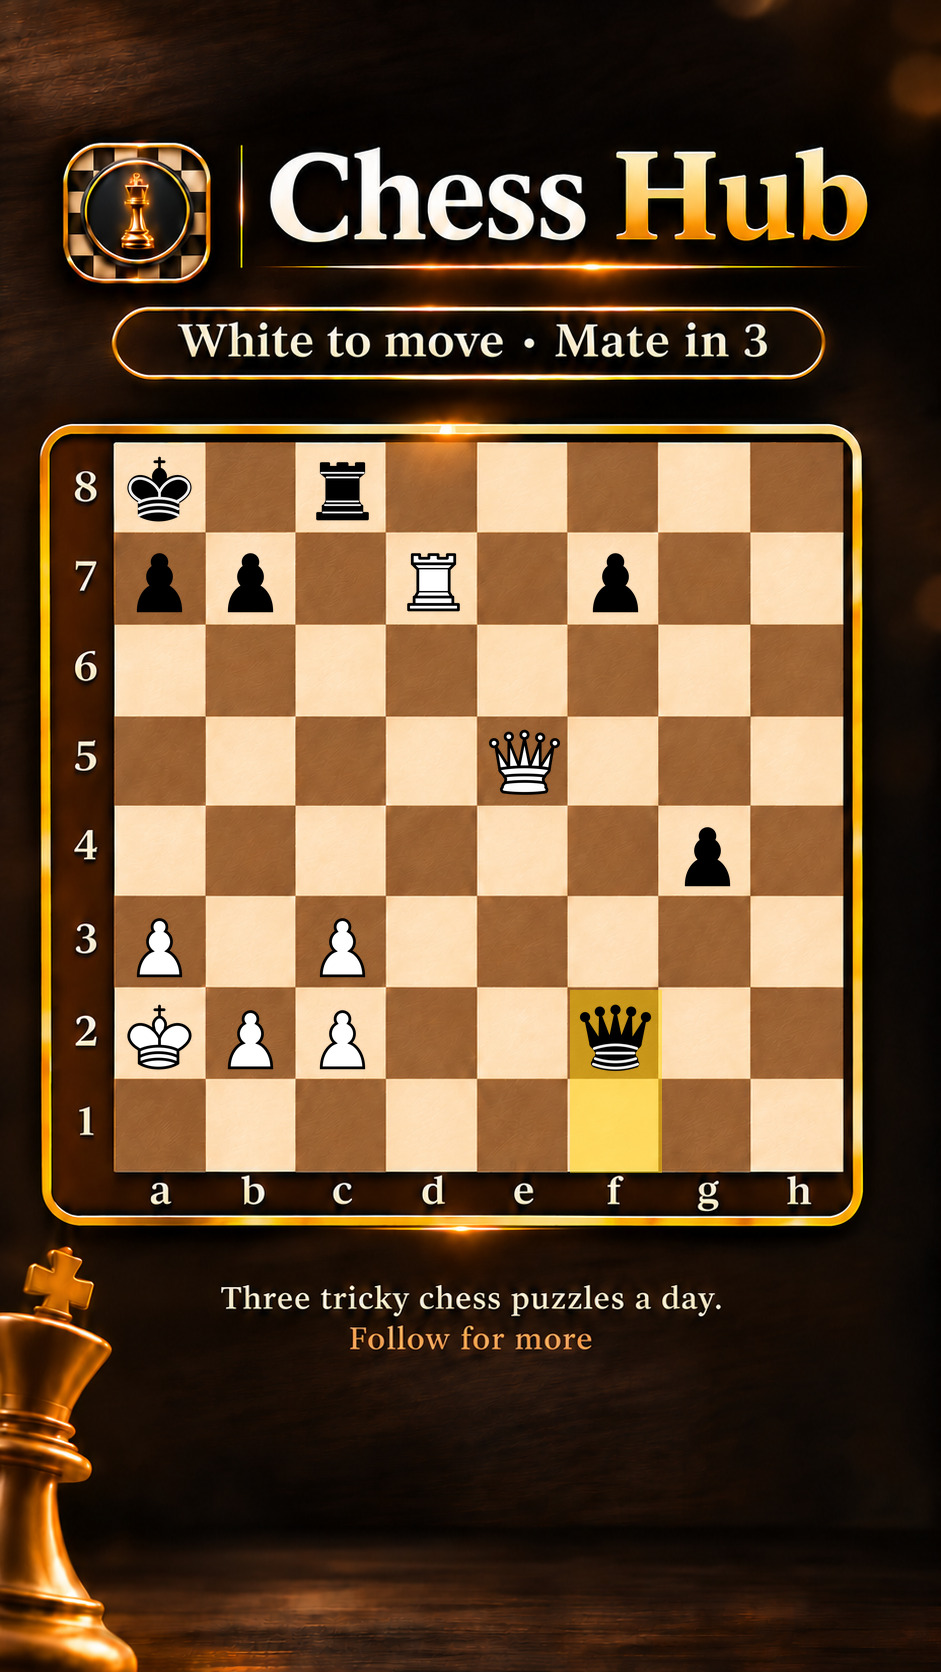 Chess Hub
White to move • Mate in 3
8
7
6
5
4
3
2
1
a b c d e f g h
Three tricky chess puzzles a day.
Follow for more